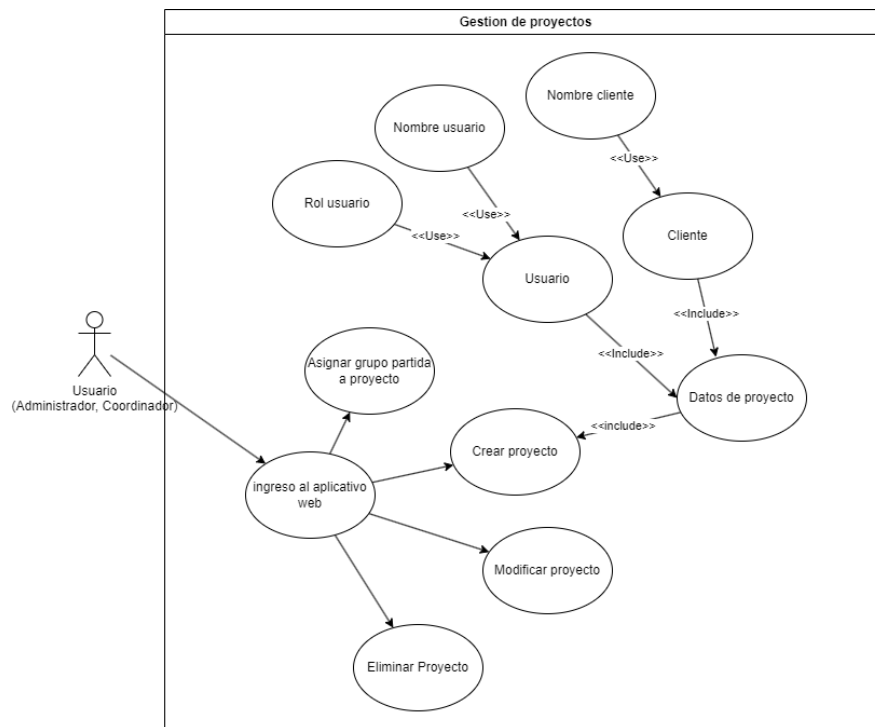 Gestion de proyectos
Nombre cliente
Nombre usuario
<<Use>>
Rol usuario
<<Use>>
<<Use>>
Cliente
Usuario
<<Include>>
<<Include>>
Asignar grupo partida
a proyecto
Usuario
(Administrador, Coordinador)
Datos de proyecto
<<include>>
Crear proyecto
ingreso al aplicativo
web
Modificar proyecto
Eliminar Proyecto